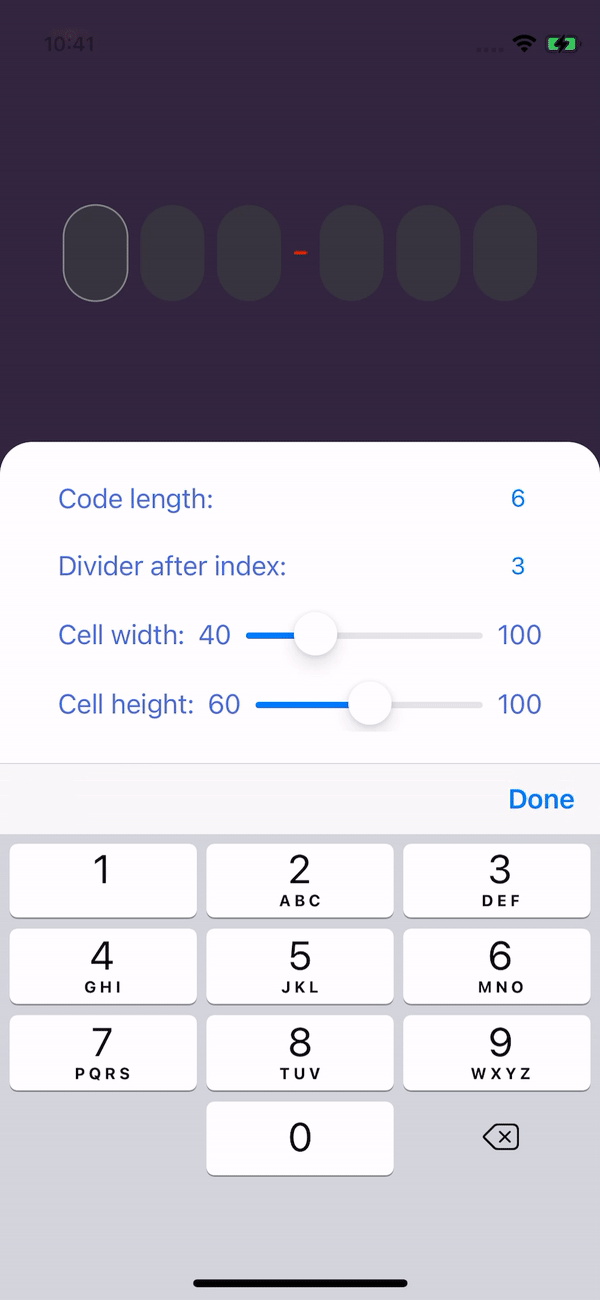 10:41
-
Code length: 6
Divider after index: 3
Cell width: 40 100
Cell height: 60 100
Done
1 2 3
ABC DEF
4 5 6
GHI JKL MNO
7 8 9
PQRS TUV WXYZ
0